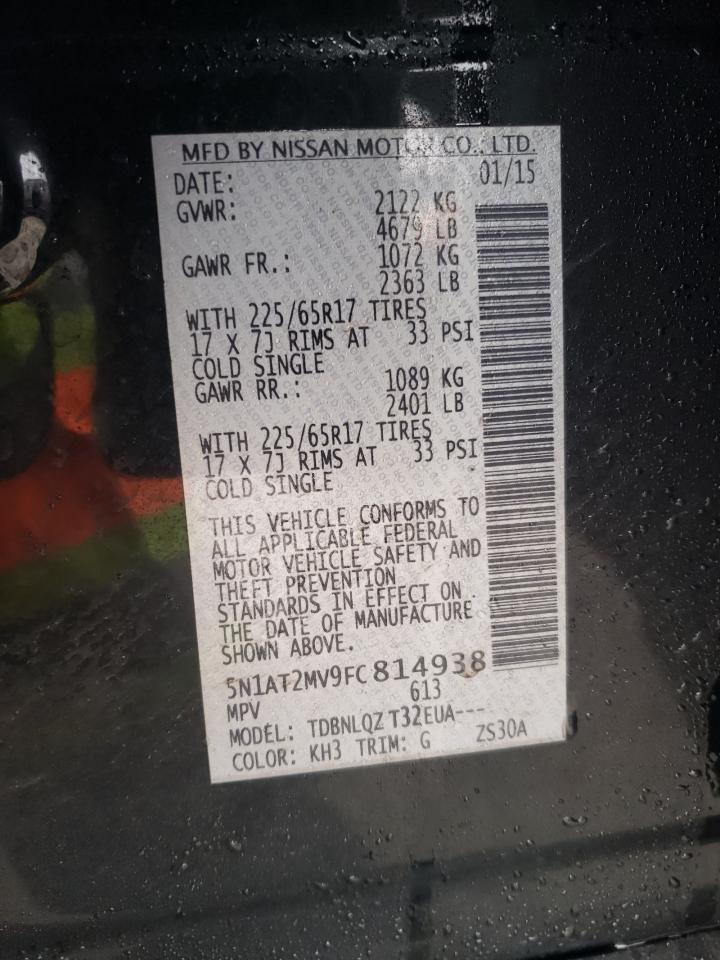 MFD BY NISSAN MOTOR CO., LTD.
DATE: 01/15
GVWR: 2122 KG
4679 LB
GAWR FR.: 1072 KG
2363 LB
WITH 225/65R17 TIRES
17 X 7J RIMS AT 33 PSI
COLD SINGLE
GAWR RR.: 1089 KG
2401 LB
WITH 225/65R17 TIRES
17 X 7J RIMS AT 33 PSI
COLD SINGLE
THIS VEHICLE CONFORMS TO
ALL APPLICABLE FEDERAL
MOTOR VEHICLE SAFETY AND
THEFT PREVENTION
STANDARDS IN EFFECT ON
THE DATE OF MANUFACTURE
SHOWN ABOVE.
5N1AT2MV9FC 814938
MPV 613
MODEL: TDBNLQZ T32EUA---
COLOR: KH3 TRIM: G ZS30A